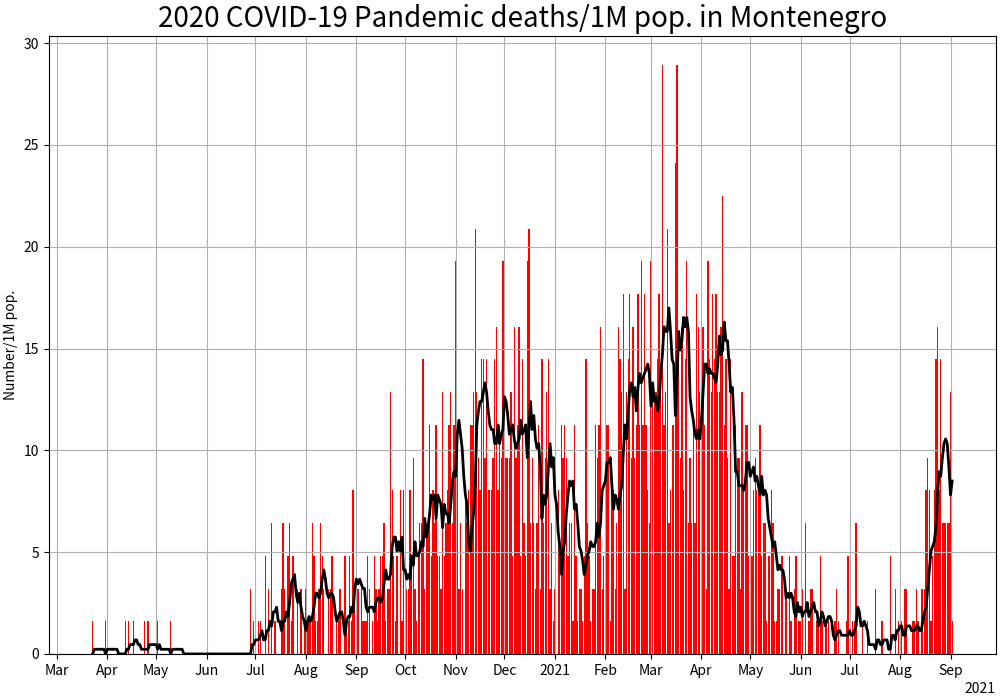 2020 COVID-19 Pandemic deaths/1M pop. in Montenegro
Number/1M pop.
30
25
20
15
10
5
0
Mar Apr May Jun Jul Aug Sep Oct Nov Dec 2021 Feb Mar Apr May Jun Jul Aug Sep
2021